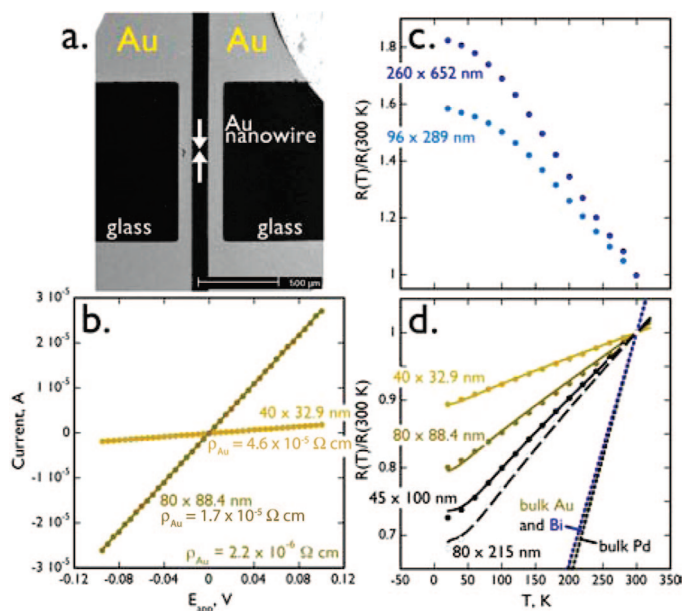 a.
Au
Au
Au
nanowire
glass
glass
500 µm
b.
3 10⁻⁵
2 10⁻⁵
1 10⁻⁵
0
-1 10⁻⁵
-2 10⁻⁵
-3 10⁻⁵
Current, A
40 x 32.9 nm
ρAu = 4.6 x 10⁻⁵ Ω cm
80 x 88.4 nm
ρAu = 1.7 x 10⁻⁵ Ω cm
ρAu = 2.2 x 10⁻⁶ Ω cm
-0.12
-0.08
-0.04
0
0.04
0.08
0.12
Eapp, V
c.
1.8
1.6
1.4
1.2
1
R(T)/R(300 K)
260 x 652 nm
96 x 289 nm
d.
1
0.9
0.8
0.7
R(T)/R(300 K)
40 x 32.9 nm
80 x 88.4 nm
45 x 100 nm
80 x 215 nm
bulk Au
and Bi
bulk Pd
-50
0
50
100
150
200
250
300
350
T, K